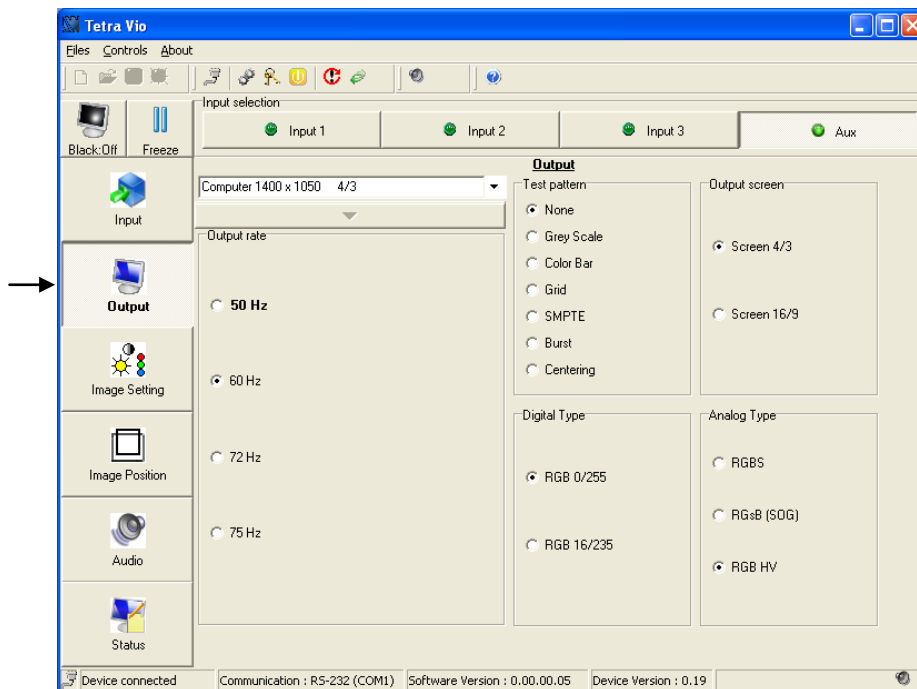 Tetra Vio
Files Controls About
Input selection
Input 1
Input 2
Input 3
Aux
Black:Off
Freeze
Input
Output
Image Setting
Image Position
Audio
Status
Output
Computer 1400 x 1050 4/3
Output rate
50 Hz
60 Hz
72 Hz
75 Hz
Test pattern
None
Grey Scale
Color Bar
Grid
SMPTE
Burst
Centering
Output screen
Screen 4/3
Screen 16/9
Digital Type
RGB 0/255
RGB 16/235
Analog Type
RGBS
RGsB (SOG)
RGB HV
Device connected
Communication : RS-232 (COM1)
Software Version : 0.00.00.05
Device Version : 0.19